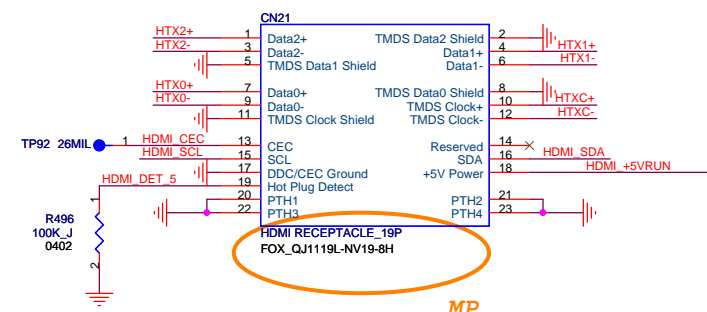 CN21
HTX2+ 1 Data2+ TMDS Data2 Shield 2
HTX2- 3 Data2- Data1+ 4 HTX1+
5 TMDS Data1 Shield Data1- 6 HTX1-
HTX0+ 7 Data0+ TMDS Data0 Shield 8
HTX0- 9 Data0- TMDS Clock+ 10 HTXC+
11 TMDS Clock Shield TMDS Clock- 12 HTXC-
TP92 26MIL 1 HDMI_CEC 13 CEC Reserved 14
HDMI_SCL 15 SCL SDA 16 HDMI_SDA
17 DDC/CEC Ground +5V Power 18 HDMI_+5VRUN
HDMI_DET_5 19 Hot Plug Detect
20 PTH1 PTH2 21
22 PTH3 PTH4 23
1
R496
100K_J
0402
2
HDMI RECEPTACLE_19P
FOX_QJ1119L-NV19-8H
MP